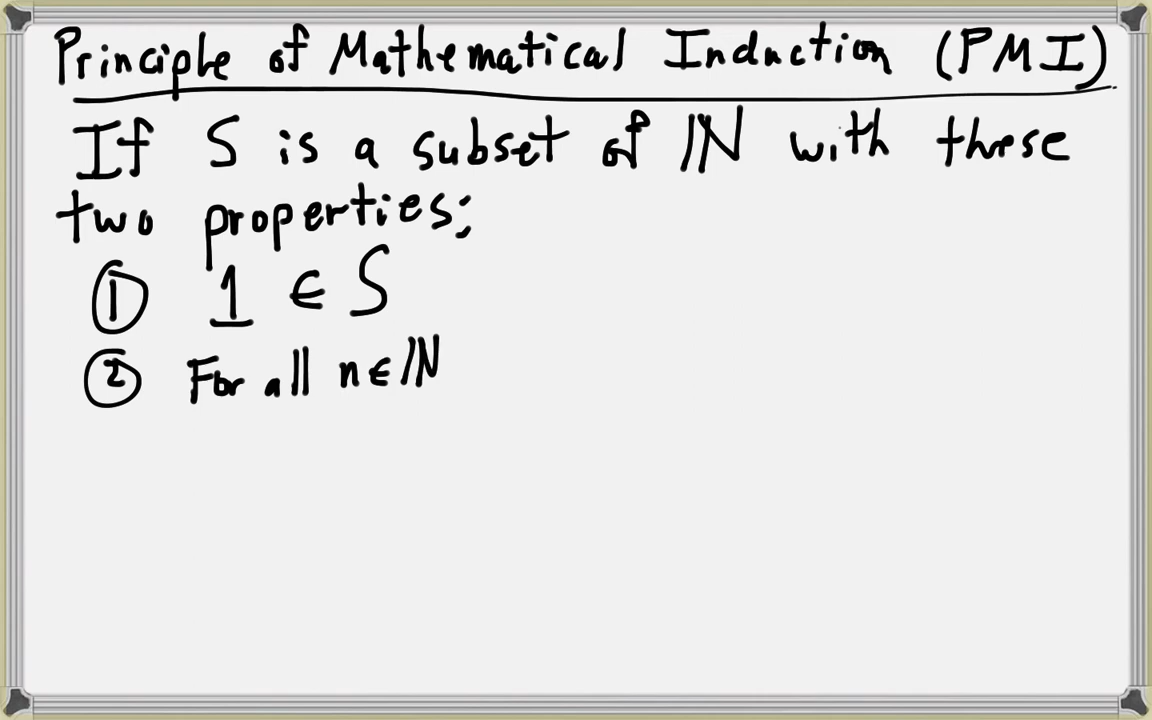 Principle of Mathematical Induction (PMI)
If S is a subset of ℕ with these
two properties:
① 1 ∈ S
② For all n ∈ ℕ